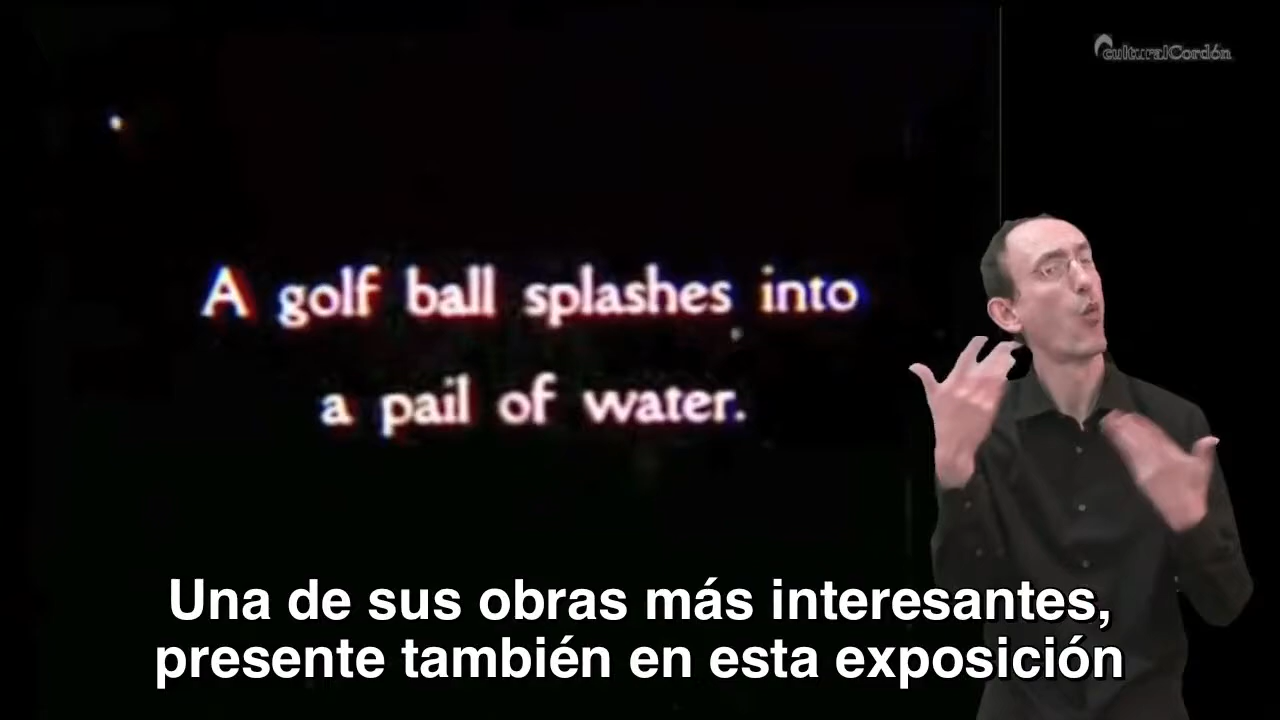 culturalCordón
A golf ball splashes into
a pail of water.
Una de sus obras más interesantes,
presente también en esta exposición